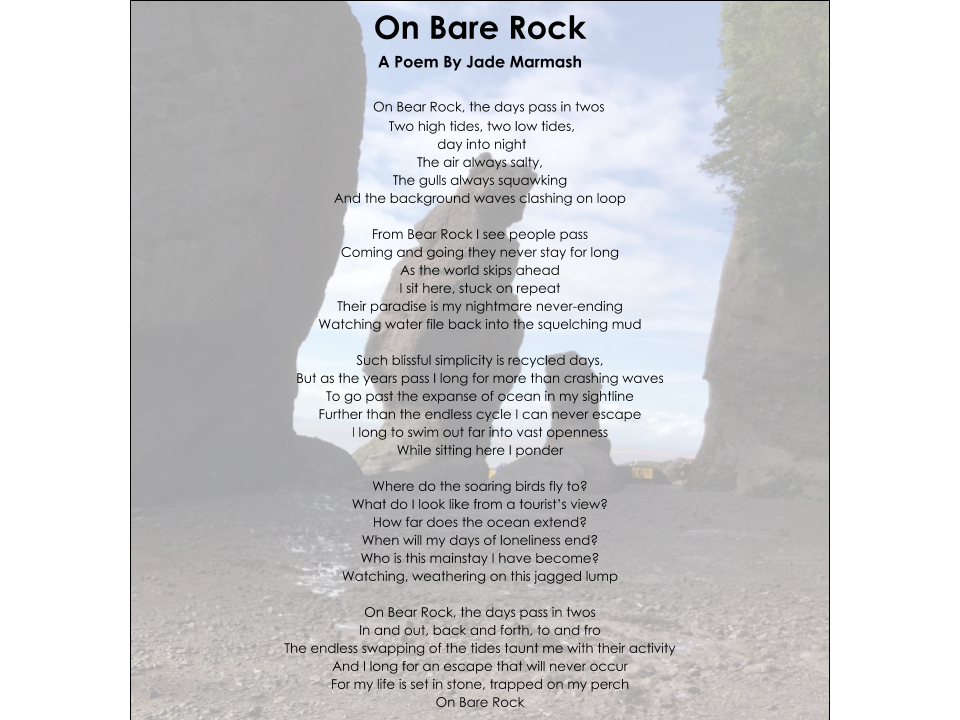 On Bare Rock
A Poem By Jade Marmash
On Bear Rock, the days pass in twos
Two high tides, two low tides,
day into night
The air always salty,
The gulls always squawking
And the background waves clashing on loop
From Bear Rock I see people pass
Coming and going they never stay for long
As the world skips ahead
I sit here, stuck on repeat
Their paradise is my nightmare never-ending
Watching water file back into the squelching mud
Such blissful simplicity is recycled days,
But as the years pass I long for more than crashing waves
To go past the expanse of ocean in my sightline
Further than the endless cycle I can never escape
I long to swim out far into vast openness
While sitting here I ponder
Where do the soaring birds fly to?
What do I look like from a tourist's view?
How far does the ocean extend?
When will my days of loneliness end?
Who is this mainstay I have become?
Watching, weathering on this jagged lump
On Bear Rock, the days pass in twos
In and out, back and forth, to and fro
The endless swapping of the tides taunt me with their activity
And I long for an escape that will never occur
For my life is set in stone, trapped on my perch
On Bare Rock